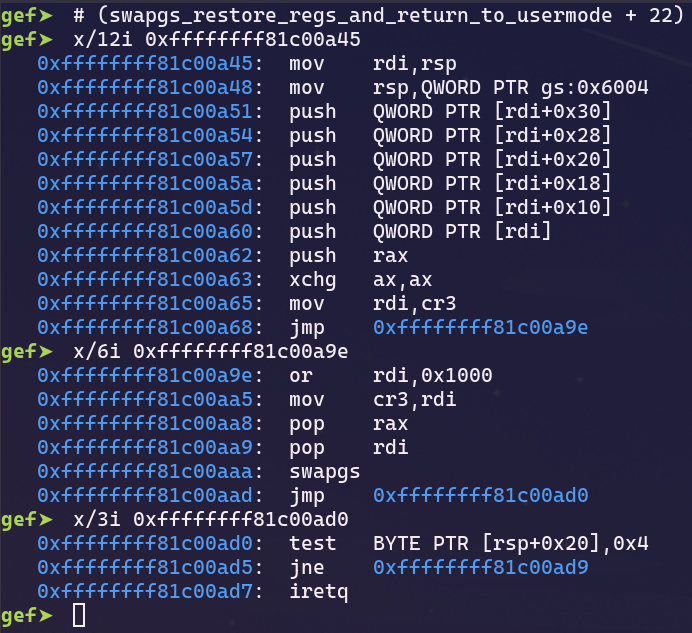 gef➤  # (swapgs_restore_regs_and_return_to_usermode + 22)
gef➤  x/12i 0xffffffff81c00a45
   0xffffffff81c00a45:  mov    rdi,rsp
   0xffffffff81c00a48:  mov    rsp,QWORD PTR gs:0x6004
   0xffffffff81c00a51:  push   QWORD PTR [rdi+0x30]
   0xffffffff81c00a54:  push   QWORD PTR [rdi+0x28]
   0xffffffff81c00a57:  push   QWORD PTR [rdi+0x20]
   0xffffffff81c00a5a:  push   QWORD PTR [rdi+0x18]
   0xffffffff81c00a5d:  push   QWORD PTR [rdi+0x10]
   0xffffffff81c00a60:  push   QWORD PTR [rdi]
   0xffffffff81c00a62:  push   rax
   0xffffffff81c00a63:  xchg   ax,ax
   0xffffffff81c00a65:  mov    rdi,cr3
   0xffffffff81c00a68:  jmp    0xffffffff81c00a9e
gef➤  x/6i 0xffffffff81c00a9e
   0xffffffff81c00a9e:  or     rdi,0x1000
   0xffffffff81c00aa5:  mov    cr3,rdi
   0xffffffff81c00aa8:  pop    rax
   0xffffffff81c00aa9:  pop    rdi
   0xffffffff81c00aaa:  swapgs
   0xffffffff81c00aad:  jmp    0xffffffff81c00ad0
gef➤  x/3i 0xffffffff81c00ad0
   0xffffffff81c00ad0:  test   BYTE PTR [rsp+0x20],0x4
   0xffffffff81c00ad5:  jne    0xffffffff81c00ad9
   0xffffffff81c00ad7:  iretq
gef➤